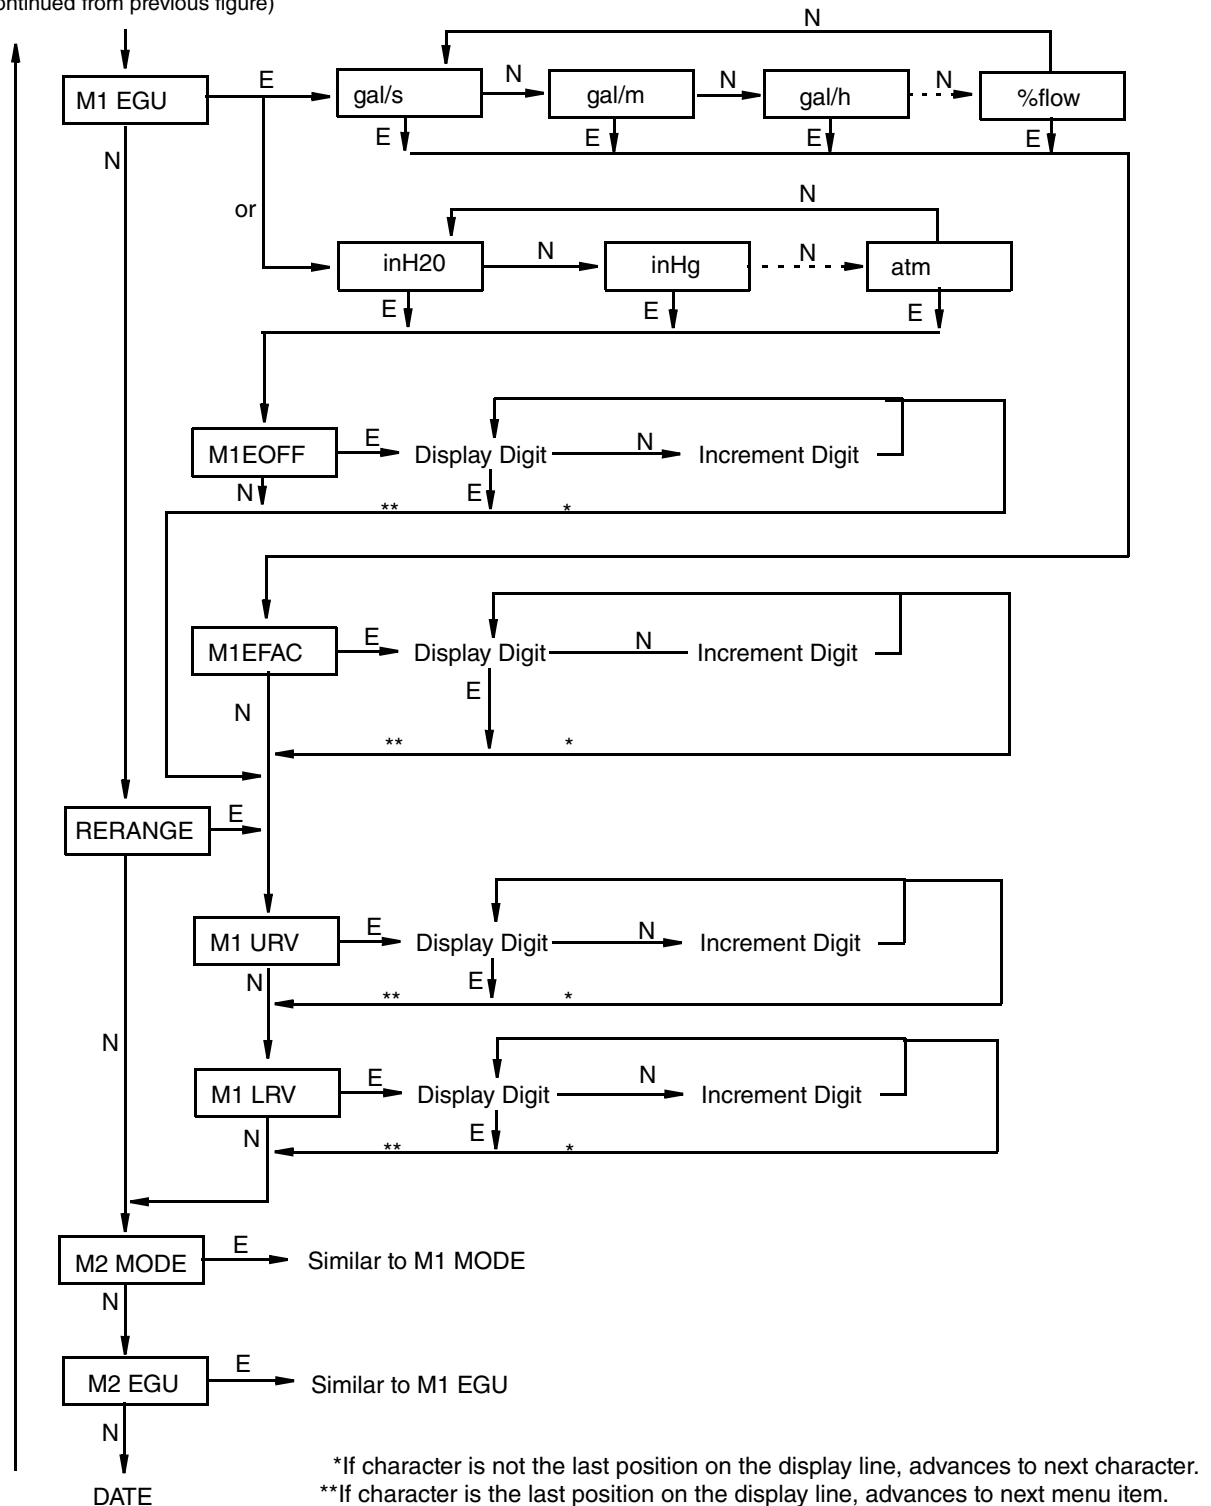 ontinued from previous figure)
N
M1 EGU
E
gal/s
N
gal/m
N
gal/h
N
%flow
E
E
E
E
N
or
N
inH20
N
inHg
N
atm
E
E
E
M1EOFF
E
Display Digit
N
Increment Digit
N
E
**
*
M1EFAC
E
Display Digit
N
Increment Digit
N
E
**
*
RERANGE
E
M1 URV
E
Display Digit
N
Increment Digit
N
E
**
*
N
M1 LRV
E
Display Digit
N
Increment Digit
N
E
**
*
M2 MODE
E
Similar to M1 MODE
N
M2 EGU
E
Similar to M1 EGU
N
DATE
*If character is not the last position on the display line, advances to next character.
**If character is the last position on the display line, advances to next menu item.